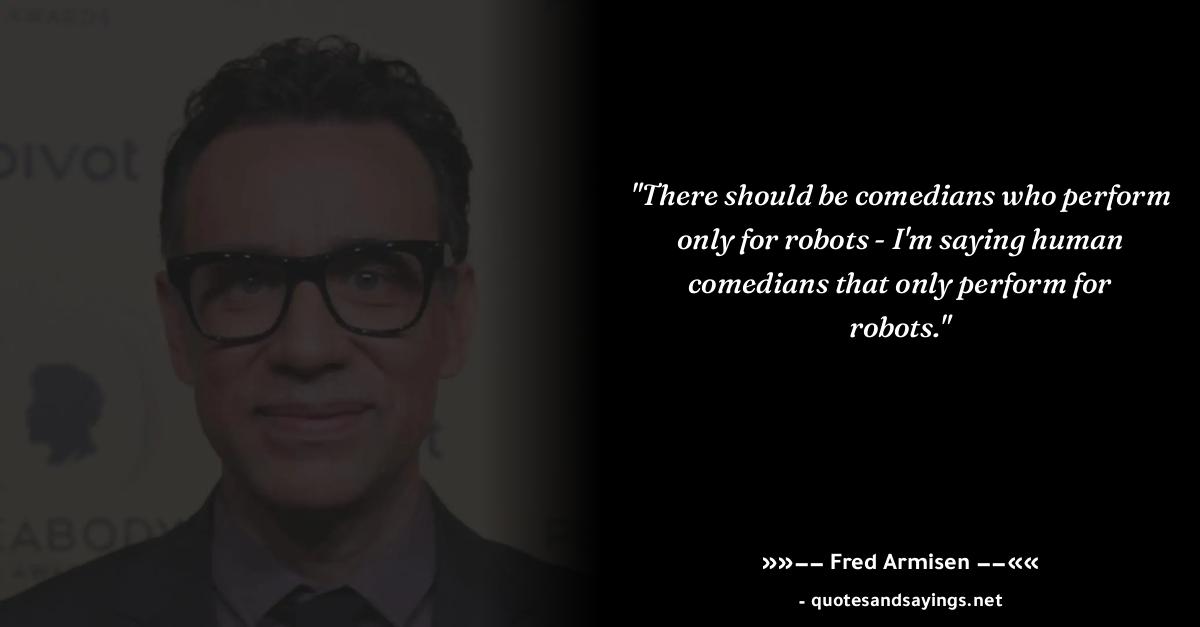 AWARDS
pivot
"There should be comedians who perform
only for robots - I'm saying human
comedians that only perform for
robots."
t
EABODY
AWA
»»−− Fred Armisen −−««
- quotesandsayings.net